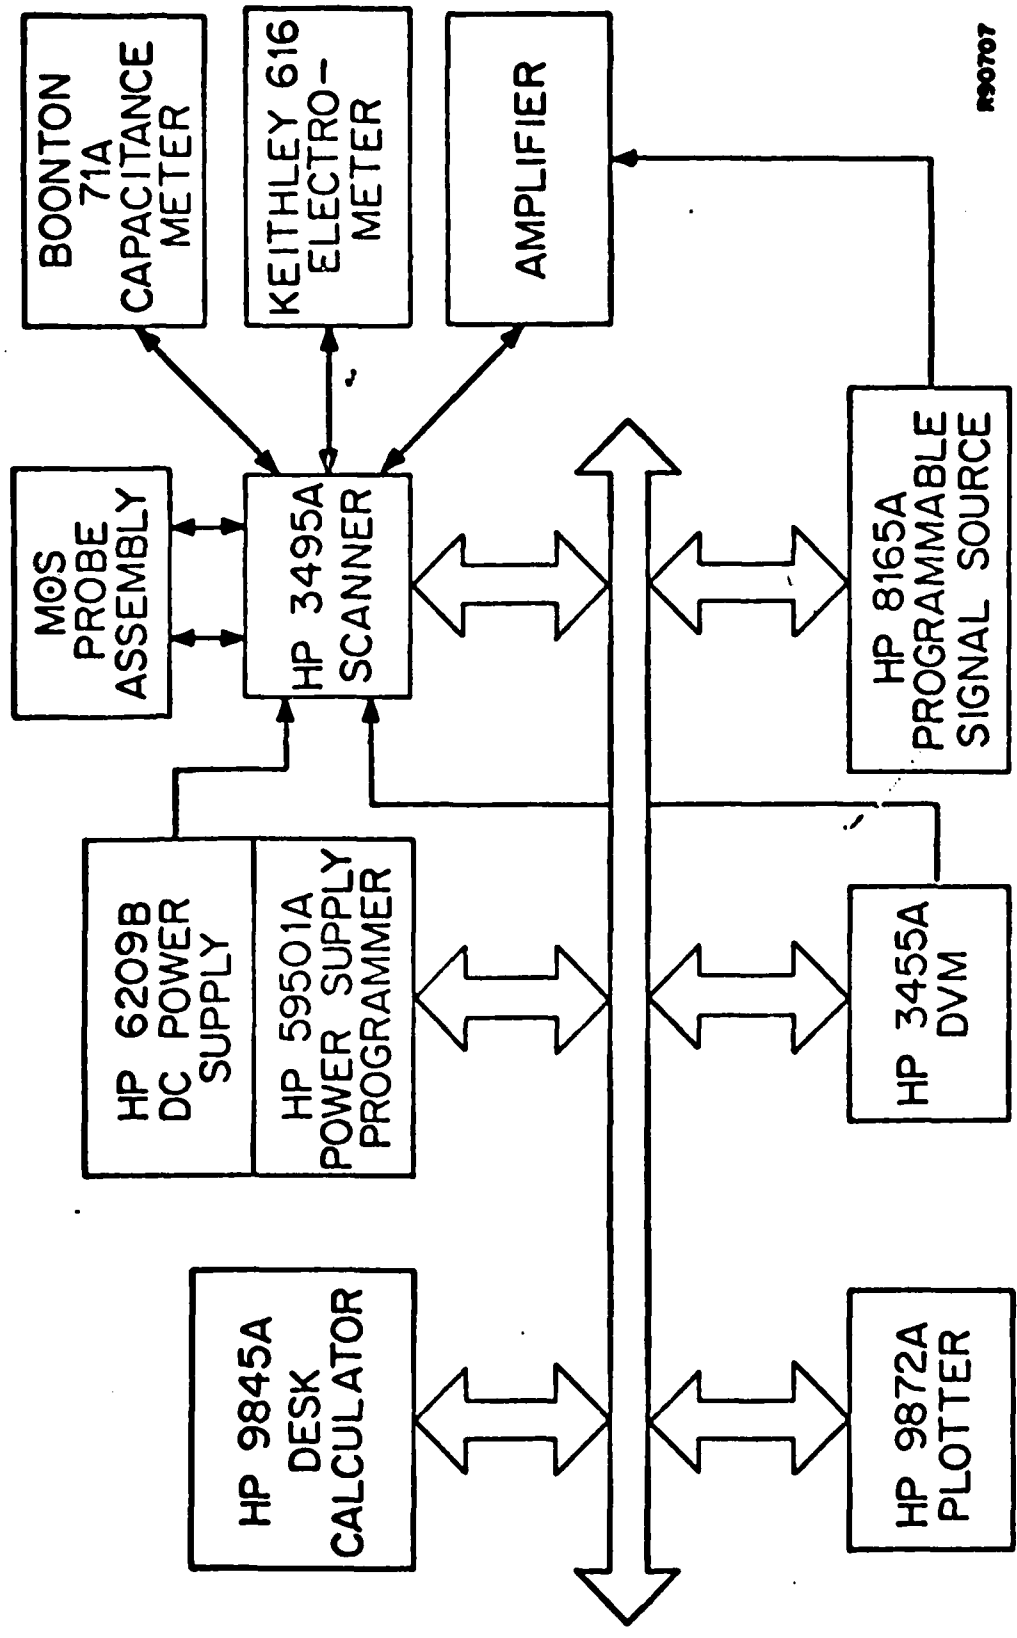 HP 9845A
DESK
CALCULATOR
HP 6209B
DC POWER
SUPPLY
HP 59501A
POWER SUPPLY
PROGRAMMER
MOS
PROBE
ASSEMBLY
HP 3495A
SCANNER
BOONTON
71A
CAPACITANCE
METER
KEITHLEY 616
ELECTRO-
METER
AMPLIFIER
HP 9872A
PLOTTER
HP 3455A
DVM
HP 8165A
PROGRAMMABLE
SIGNAL SOURCE
R90707